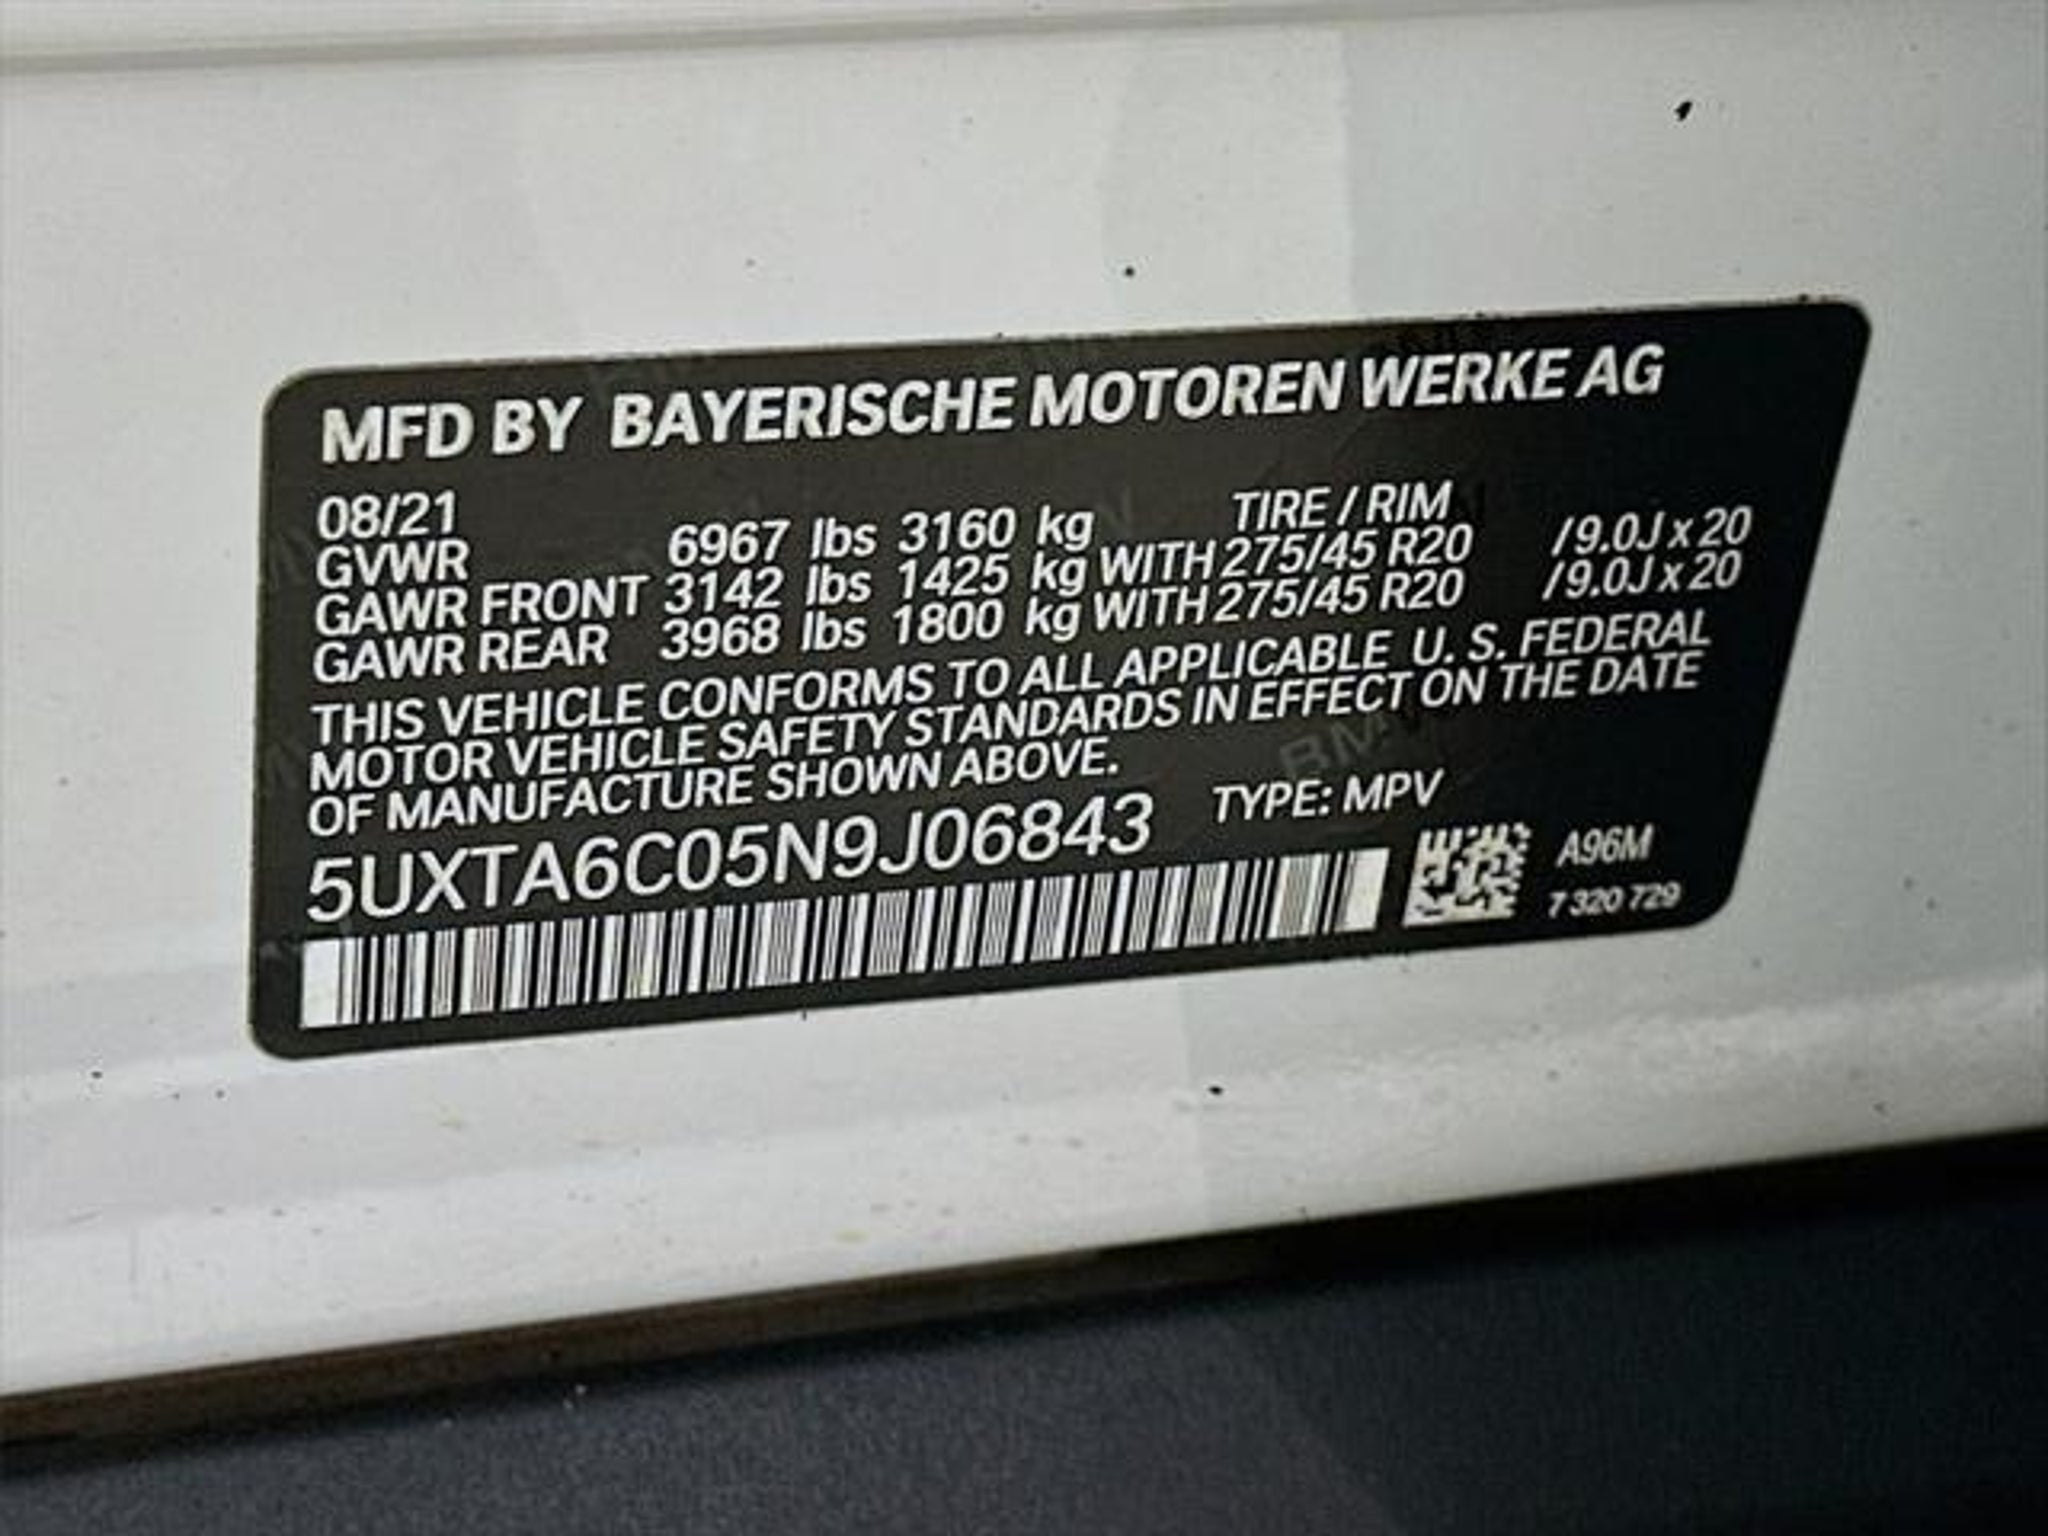 MFD BY BAYERISCHE MOTOREN WERKE AG
08/21 TIRE / RIM
GVWR 6967 lbs 3160 kg
GAWR FRONT 3142 lbs 1425 kg WITH 275/45 R20 /9.0J x 20
GAWR REAR 3968 lbs 1800 kg WITH 275/45 R20 /9.0J x 20
THIS VEHICLE CONFORMS TO ALL APPLICABLE U. S. FEDERAL
MOTOR VEHICLE SAFETY STANDARDS IN EFFECT ON THE DATE
OF MANUFACTURE SHOWN ABOVE.
5UXTA6C05N9J06843 TYPE: MPV
A96M
7 320 729